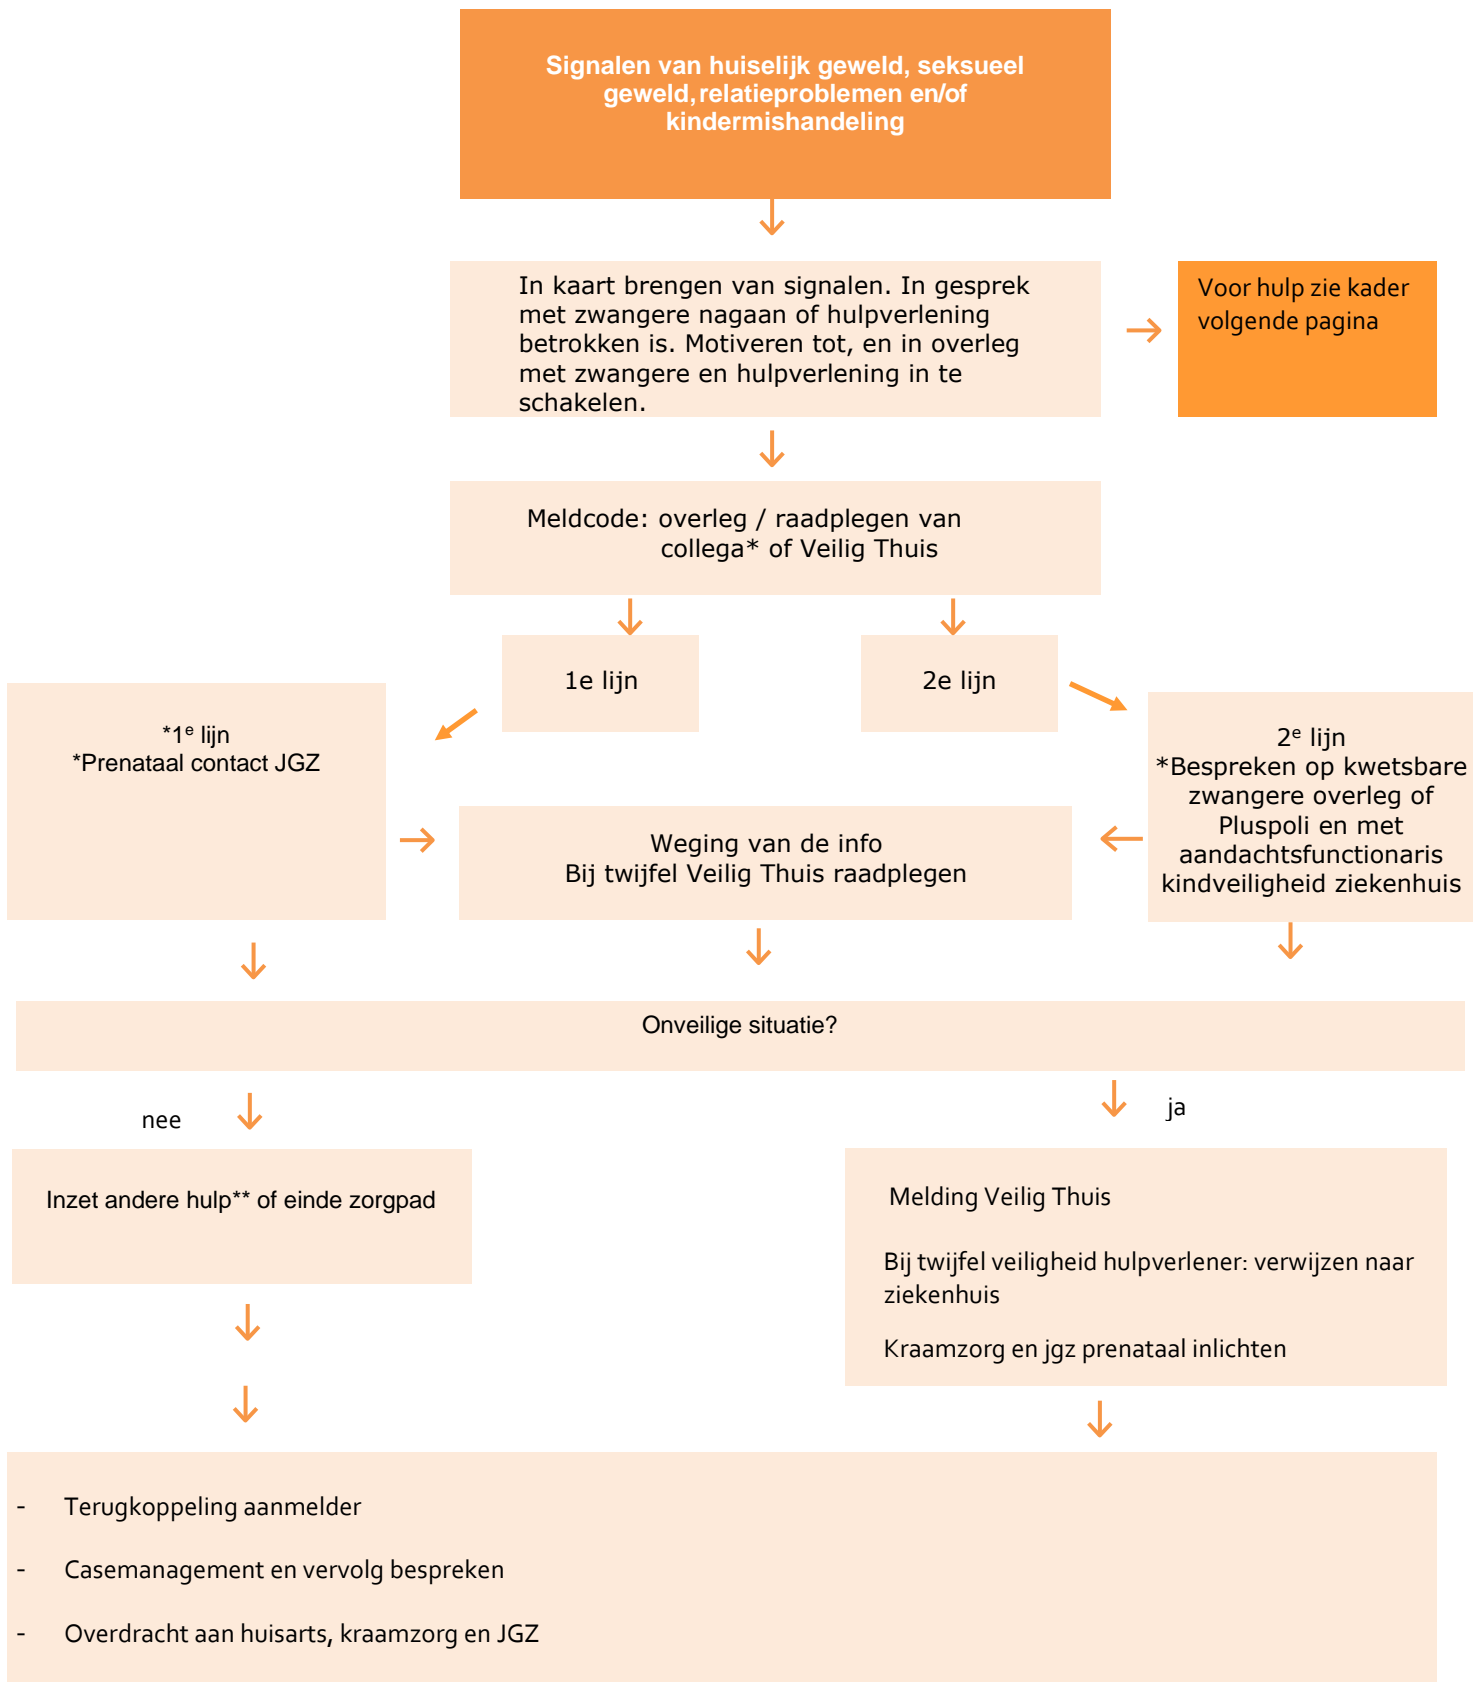 Signalen van huiselijk geweld, seksueel
geweld, relatieproblemen en/of
kindermishandeling
In kaart brengen van signalen. In gesprek
met zwangere nagaan of hulpverlening
betrokken is. Motiveren tot, en in overleg
met zwangere en hulpverlening in te
schakelen.
Voor hulp zie kader
volgende pagina
Meldcode: overleg / raadplegen van
collega* of Veilig Thuis
1e lijn
2e lijn
*1e lijn
*Prenataal contact JGZ
2e lijn
*Bespreken op kwetsbare
zwangere overleg of
Pluspoli en met
aandachtsfunctionaris
kindveiligheid ziekenhuis
Weging van de info
Bij twijfel Veilig Thuis raadplegen
Onveilige situatie?
nee
ja
Inzet andere hulp** of einde zorgpad
Melding Veilig Thuis
Bij twijfel veiligheid hulpverlener: verwijzen naar
ziekenhuis
Kraamzorg en jgz prenataal inlichten
- Terugkoppeling aanmelder
- Casemanagement en vervolg bespreken
- Overdracht aan huisarts, kraamzorg en JGZ